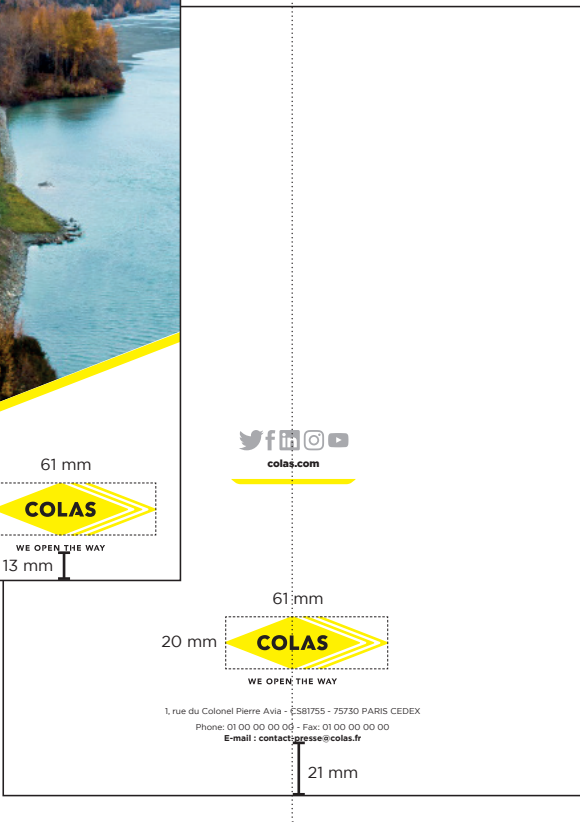 61 mm
COLAS
WE OPEN THE WAY
13 mm
colas.com
61 mm
20 mm
COLAS
WE OPEN THE WAY
1, rue du Colonel Pierre Avia - CS81755 - 75730 PARIS CEDEX
Phone: 01 00 00 00 00 - Fax: 01 00 00 00 00
E-mail : contact-presse@colas.fr
21 mm